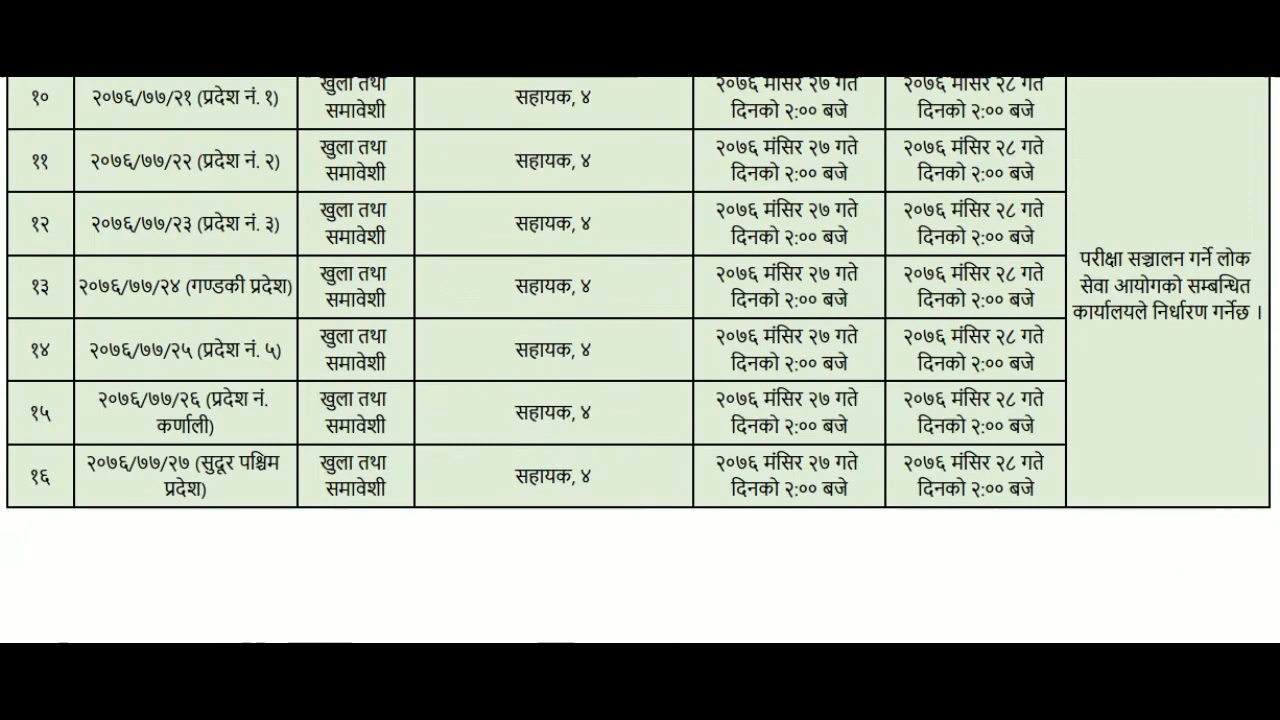 १० २०७६/७७/२१ (प्रदेश नं. १) खुला तथा समावेशी सहायक, ४ २०७६ मंसिर २७ गते दिनको २:०० बजे २०७६ मंसिर २८ गते दिनको २:०० बजे
११ २०७६/७७/२२ (प्रदेश नं. २) खुला तथा समावेशी सहायक, ४ २०७६ मंसिर २७ गते दिनको २:०० बजे २०७६ मंसिर २८ गते दिनको २:०० बजे
१२ २०७६/७७/२३ (प्रदेश नं. ३) खुला तथा समावेशी सहायक, ४ २०७६ मंसिर २७ गते दिनको २:०० बजे २०७६ मंसिर २८ गते दिनको २:०० बजे
१३ २०७६/७७/२४ (गण्डकी प्रदेश) खुला तथा समावेशी सहायक, ४ २०७६ मंसिर २७ गते दिनको २:०० बजे २०७६ मंसिर २८ गते दिनको २:०० बजे
१४ २०७६/७७/२५ (प्रदेश नं. ५) खुला तथा समावेशी सहायक, ४ २०७६ मंसिर २७ गते दिनको २:०० बजे २०७६ मंसिर २८ गते दिनको २:०० बजे
१५ २०७६/७७/२६ (प्रदेश नं. कर्णाली) खुला तथा समावेशी सहायक, ४ २०७६ मंसिर २७ गते दिनको २:०० बजे २०७६ मंसिर २८ गते दिनको २:०० बजे
१६ २०७६/७७/२७ (सुदूर पश्चिम प्रदेश) खुला तथा समावेशी सहायक, ४ २०७६ मंसिर २७ गते दिनको २:०० बजे २०७६ मंसिर २८ गते दिनको २:०० बजे
परीक्षा सञ्चालन गर्ने लोक
सेवा आयोगको सम्बन्धित
कार्यालयले निर्धारण गर्नेछ ।